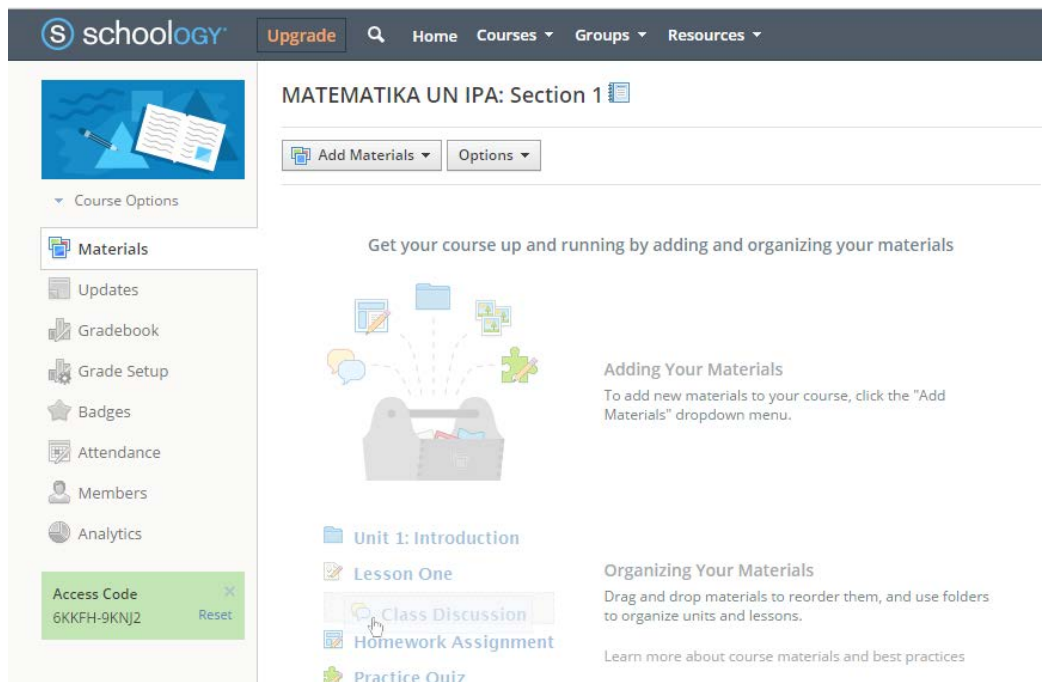 S schoology
Upgrade Home Courses Groups Resources
MATEMATIKA UN IPA: Section 1
Add Materials Options
Course Options
Materials
Updates
Gradebook
Grade Setup
Badges
Attendance
Members
Analytics
Access Code
6KKFH-9KNJ2 Reset
Get your course up and running by adding and organizing your materials
Adding Your Materials
To add new materials to your course, click the "Add
Materials" dropdown menu.
Unit 1: Introduction
Lesson One
Class Discussion
Homework Assignment
Practice Quiz
Organizing Your Materials
Drag and drop materials to reorder them, and use folders
to organize units and lessons.
Learn more about course materials and best practices